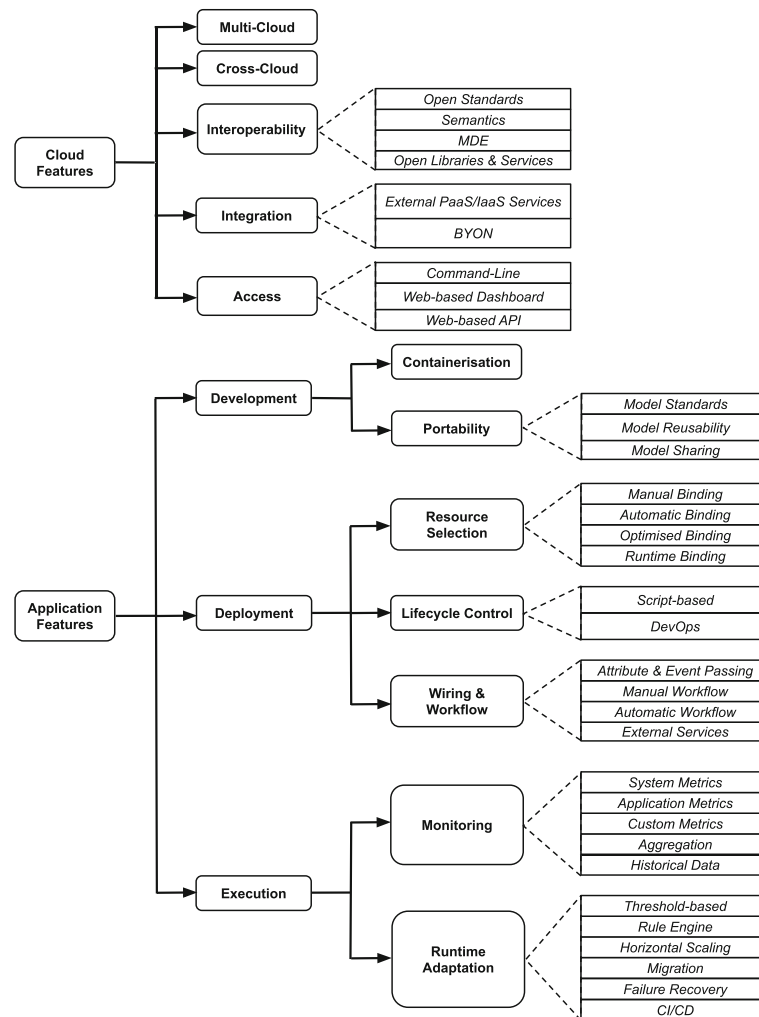 Multi-Cloud
Cross-Cloud
Cloud
Features
Interoperability
Open Standards
Semantics
MDE
Open Libraries & Services
Integration
External PaaS/IaaS Services
BYON
Access
Command-Line
Web-based Dashboard
Web-based API
Application
Features
Development
Containerisation
Portability
Model Standards
Model Reusability
Model Sharing
Deployment
Resource
Selection
Manual Binding
Automatic Binding
Optimised Binding
Runtime Binding
Lifecycle Control
Script-based
DevOps
Wiring &
Workflow
Attribute & Event Passing
Manual Workflow
Automatic Workflow
External Services
Execution
Monitoring
System Metrics
Application Metrics
Custom Metrics
Aggregation
Historical Data
Runtime
Adaptation
Threshold-based
Rule Engine
Horizontal Scaling
Migration
Failure Recovery
CI/CD